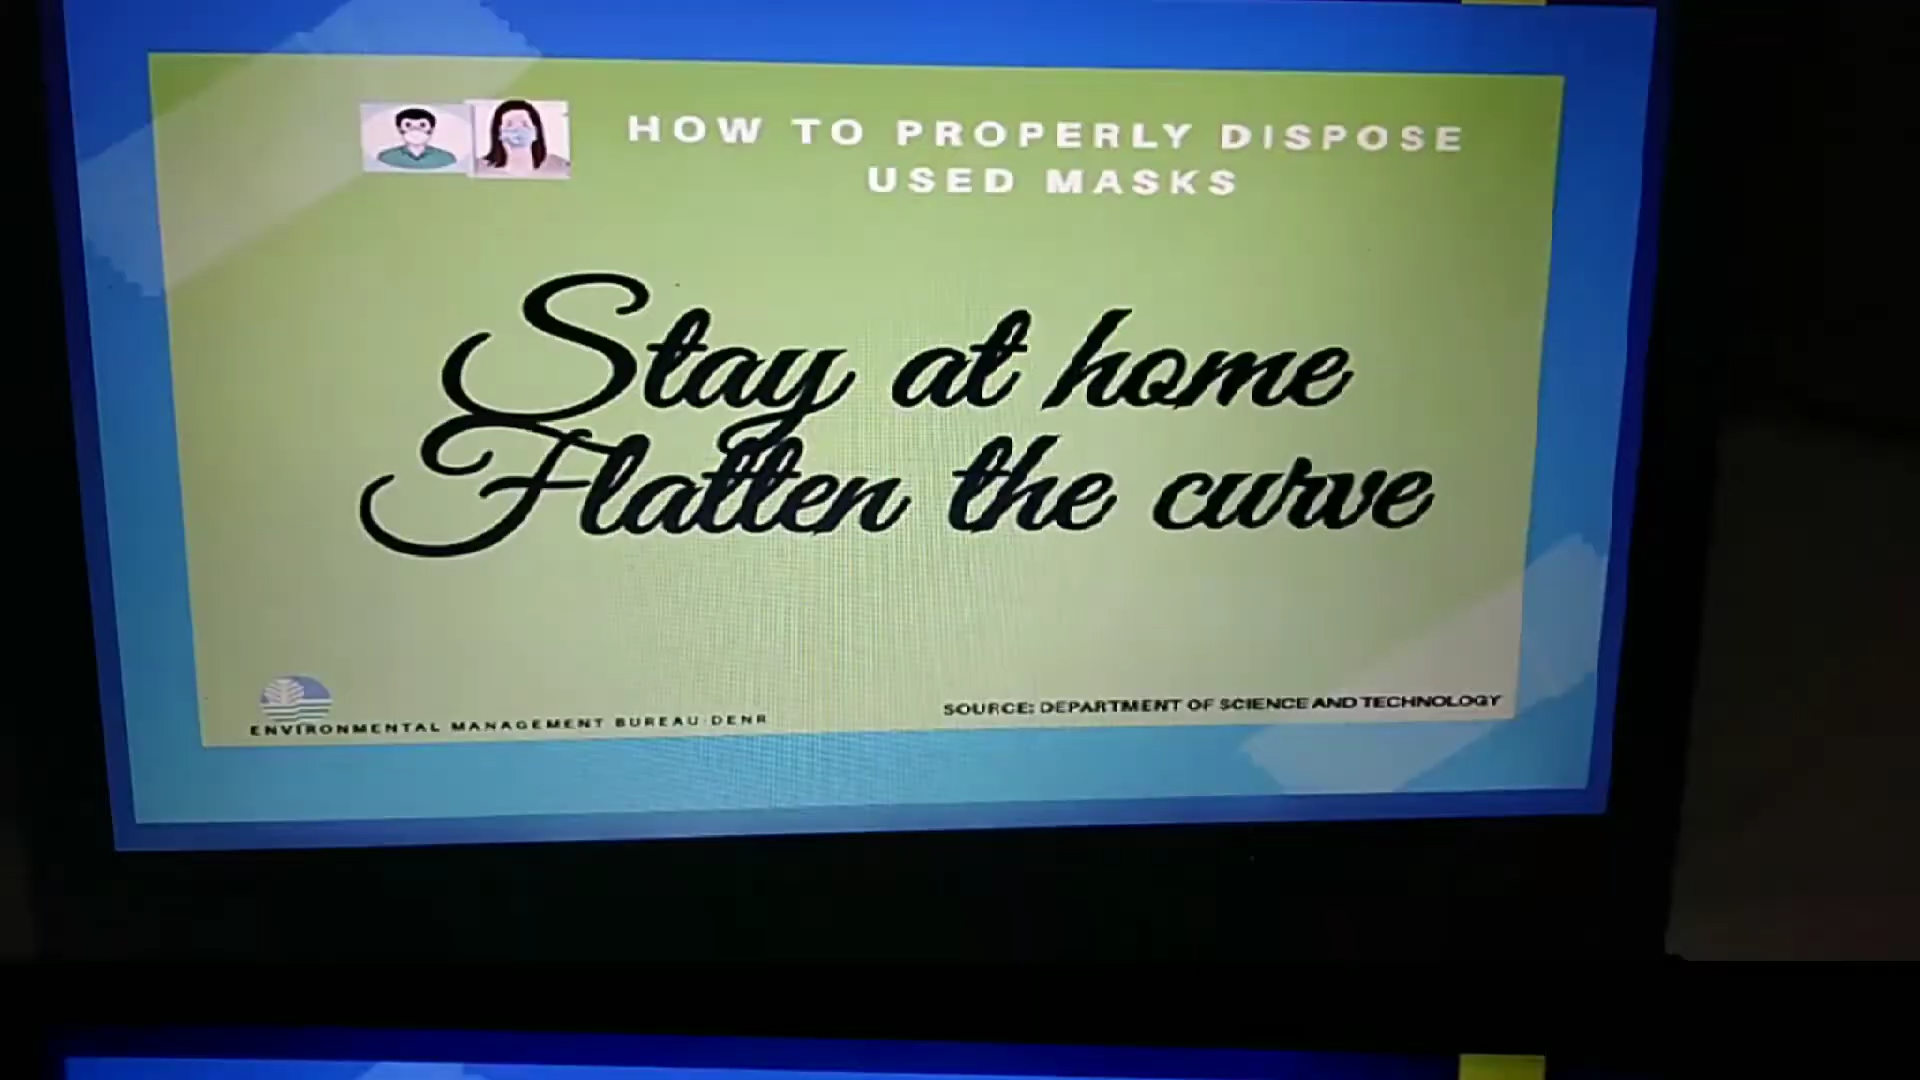 HOW TO PROPERLY DISPOSE
USED MASKS
Stay at home
Flatten the curve
ENVIRONMENTAL MANAGEMENT BUREAU-DENR
SOURCE: DEPARTMENT OF SCIENCE AND TECHNOLOGY